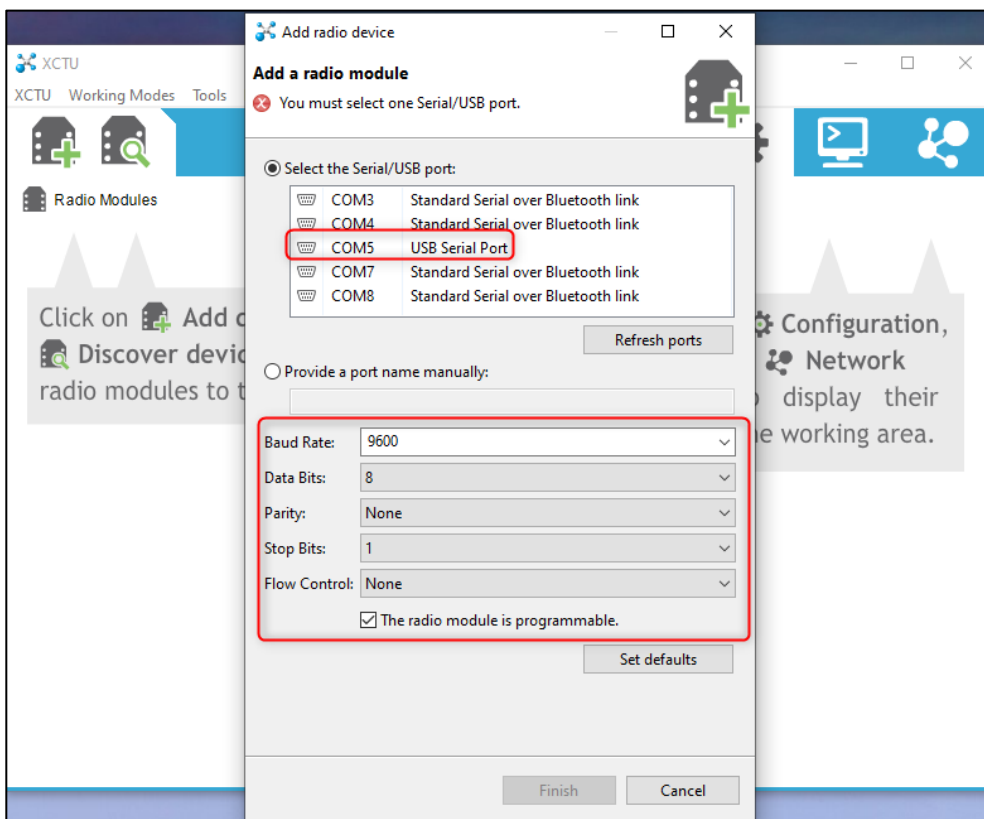 Add radio device
XCTU
XCTU Working Modes Tools
Add a radio module
You must select one Serial/USB port.
Radio Modules
Select the Serial/USB port:
COM3 Standard Serial over Bluetooth link
COM4 Standard Serial over Bluetooth link
COM5 USB Serial Port
COM7 Standard Serial over Bluetooth link
COM8 Standard Serial over Bluetooth link
Refresh ports
Provide a port name manually:
Click on Add
Discover
radio modules to
Configuration,
Network
display their
working area.
Baud Rate: 9600
Data Bits: 8
Parity: None
Stop Bits: 1
Flow Control: None
The radio module is programmable.
Set defaults
Finish Cancel